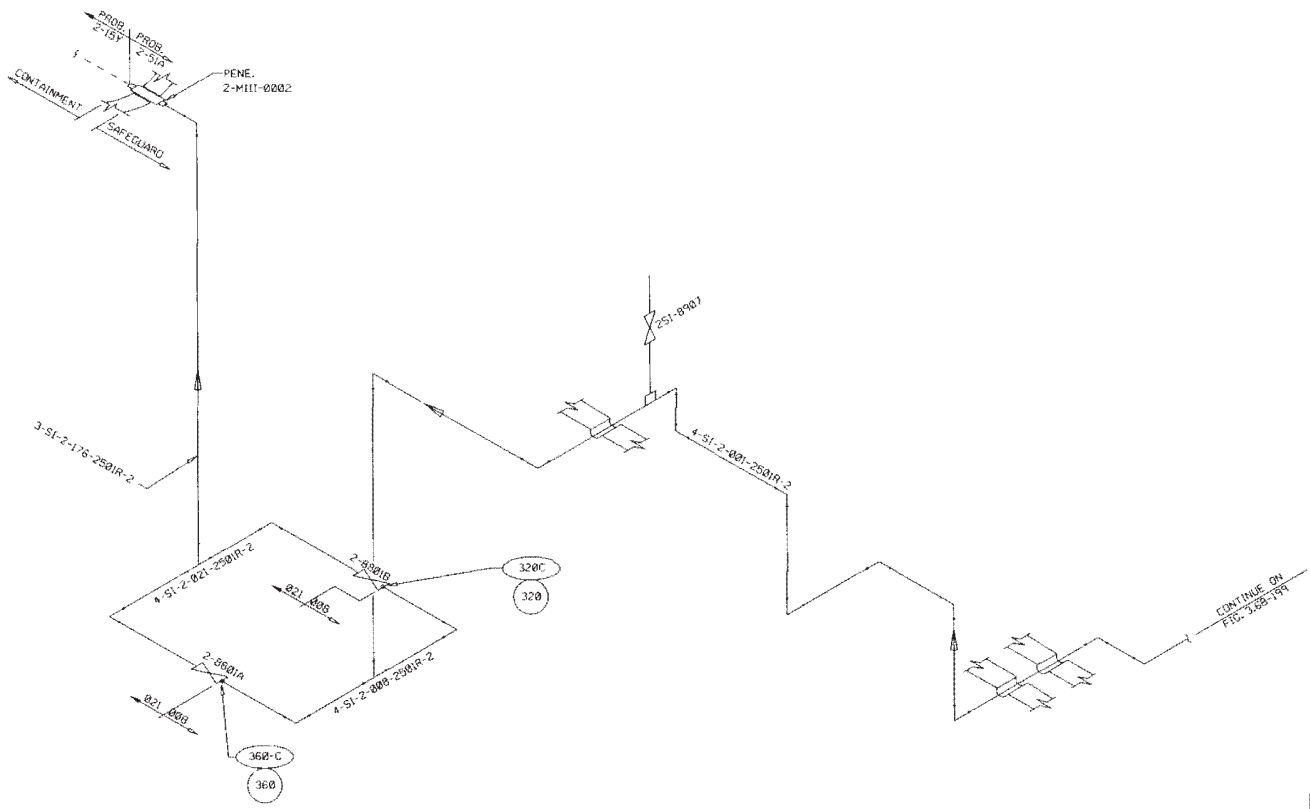 PROB.
2-15Y
PROB.
2-51A
CONTAINMENT
PENE.
2-MIII-0002
SAFEGUARD
2SI-8907
3-SI-2-176-2501R-2
4-SI-2-001-2501R-2
4-SI-2-021-2501R-2
2-8801B
320C
320
021 008
CONTINUE ON
FIG. 3.6B-199
2-8801A
4-SI-2-008-2501R-2
021 008
360-C
360